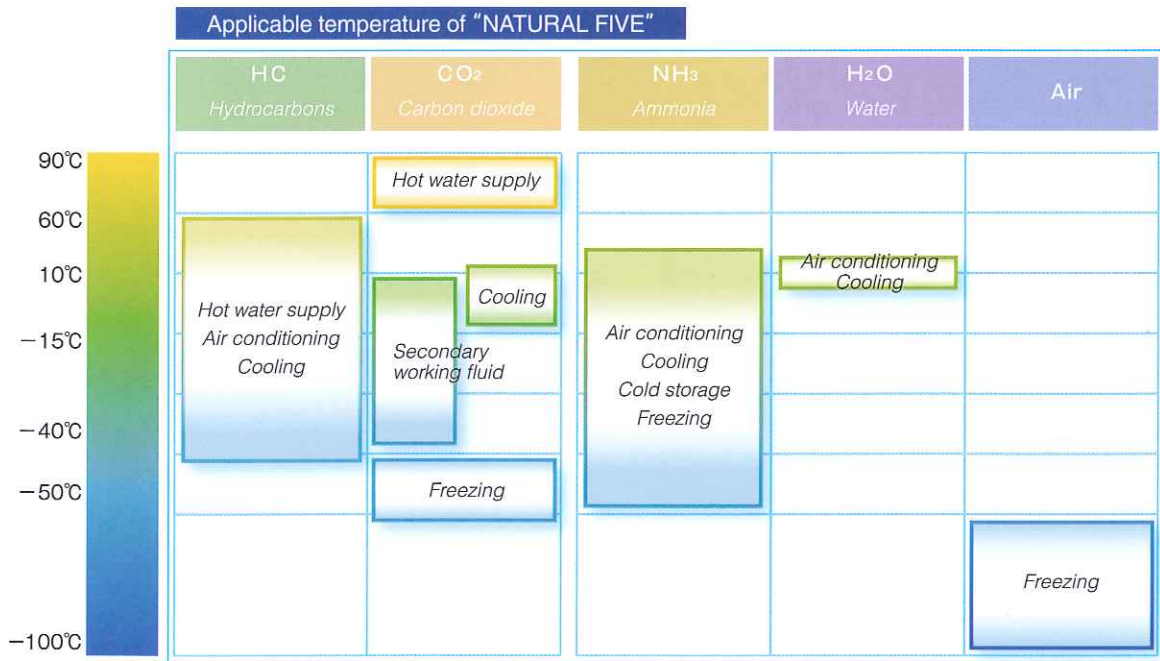 Applicable temperature of “NATURAL FIVE”
HC
Hydrocarbons
CO₂
Carbon dioxide
NH₃
Ammonia
H₂O
Water
Air
90℃
60℃
10℃
−15℃
−40℃
−50℃
−100℃
Hot water supply
Air conditioning
Cooling
Hot water supply
Cooling
Secondary
working fluid
Freezing
Air conditioning
Cooling
Cold storage
Freezing
Air conditioning
Cooling
Freezing